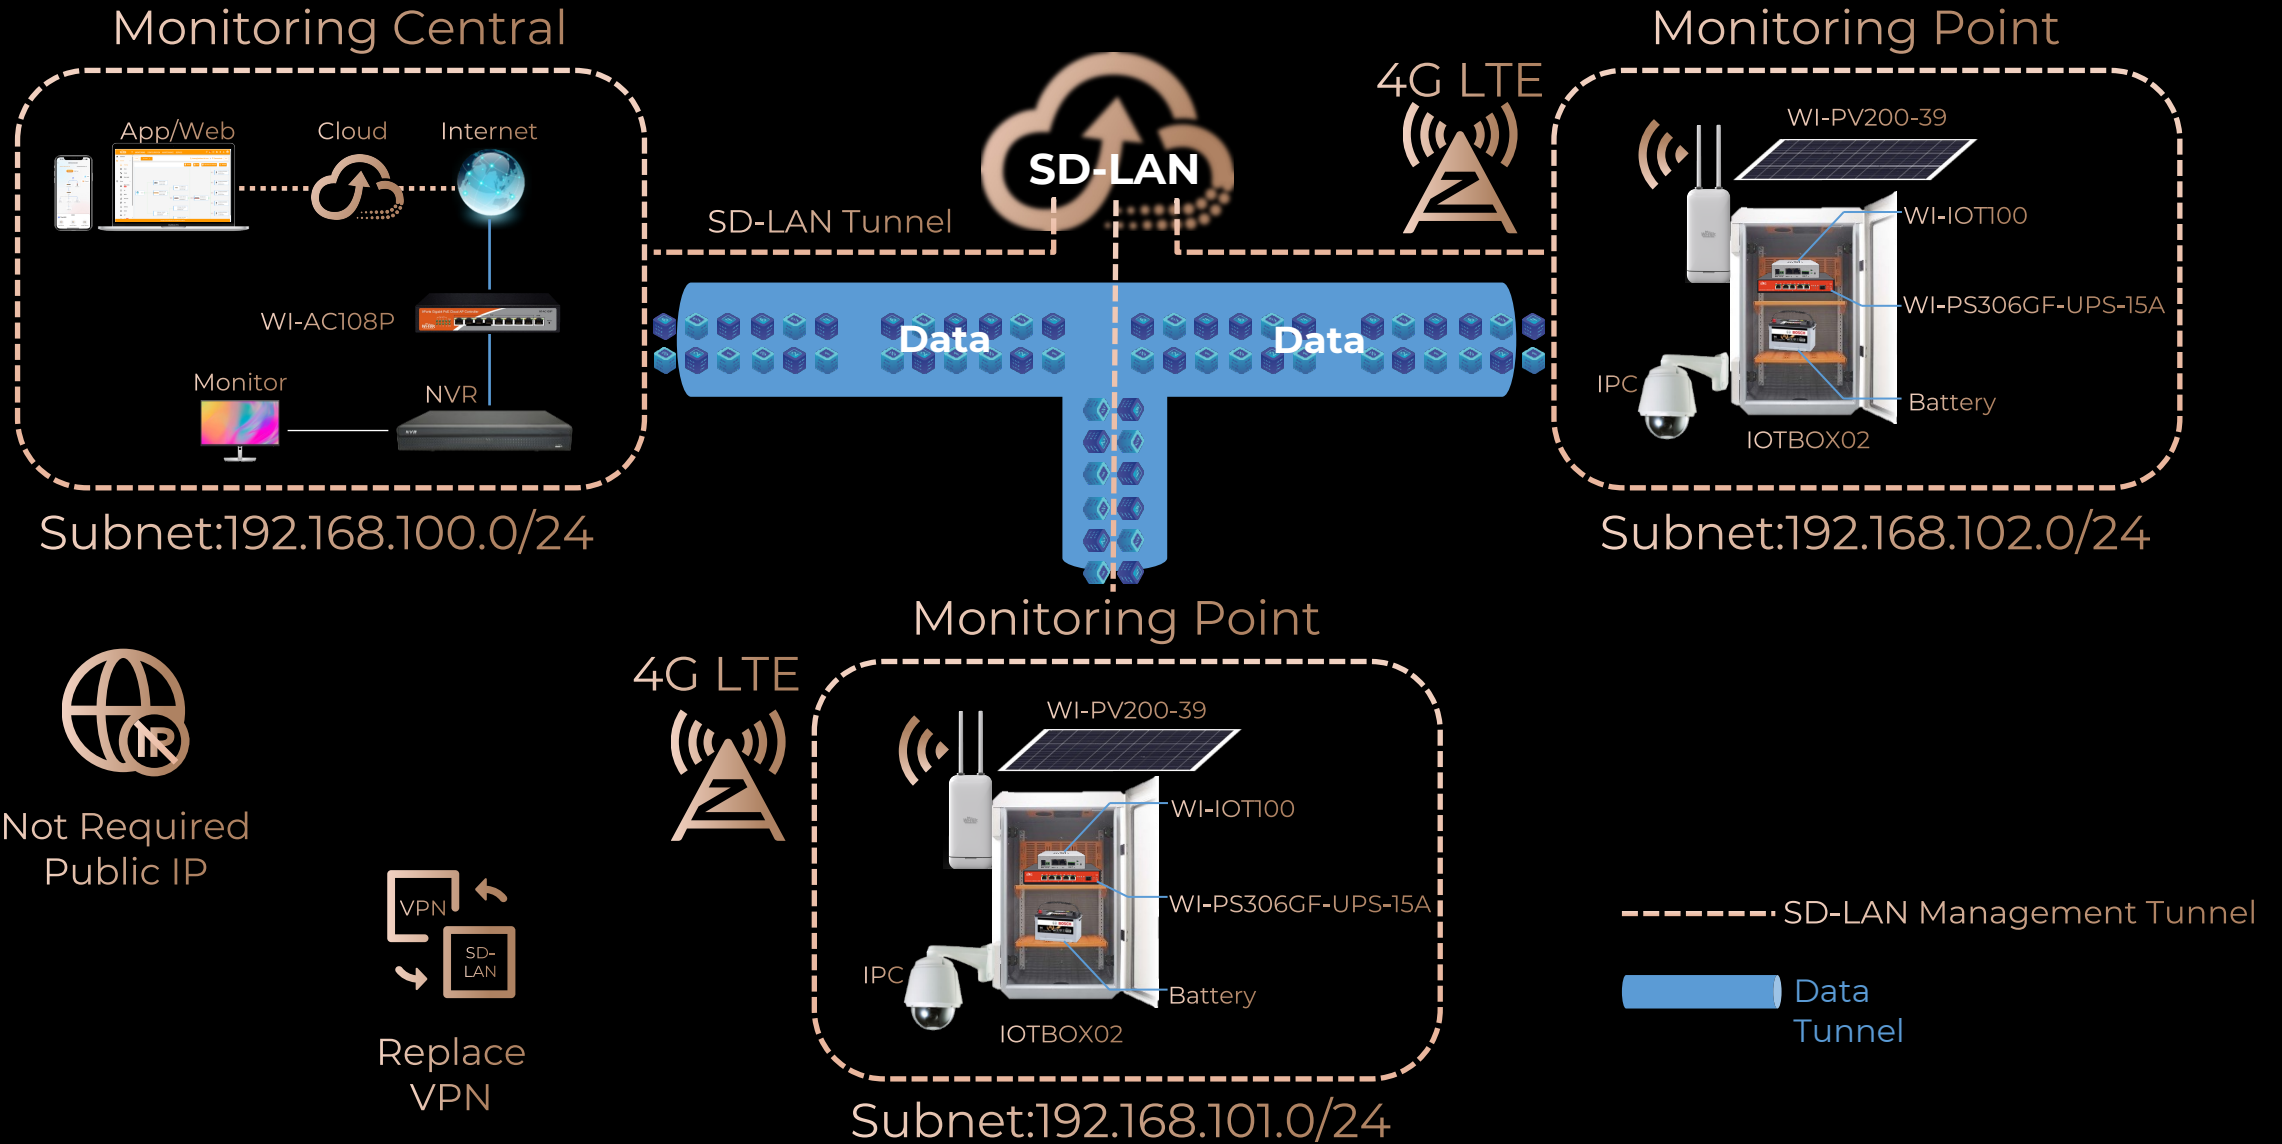 Monitoring Central
App/Web
Cloud
Internet
WI-AC108P
Monitor
NVR
Subnet:192.168.100.0/24
SD-LAN
SD-LAN Tunnel
Data
Data
4G LTE
Monitoring Point
WI-PV200-39
WI-IOT100
WI-PS306GF-UPS-15A
IPC
Battery
IOTBOX02
Subnet:192.168.102.0/24
Monitoring Point
4G LTE
WI-PV200-39
WI-IOT100
WI-PS306GF-UPS-15A
IPC
Battery
IOTBOX02
Subnet:192.168.101.0/24
IP
Not Required
Public IP
VPN
SD-
LAN
Replace
VPN
SD-LAN Management Tunnel
Data
Tunnel